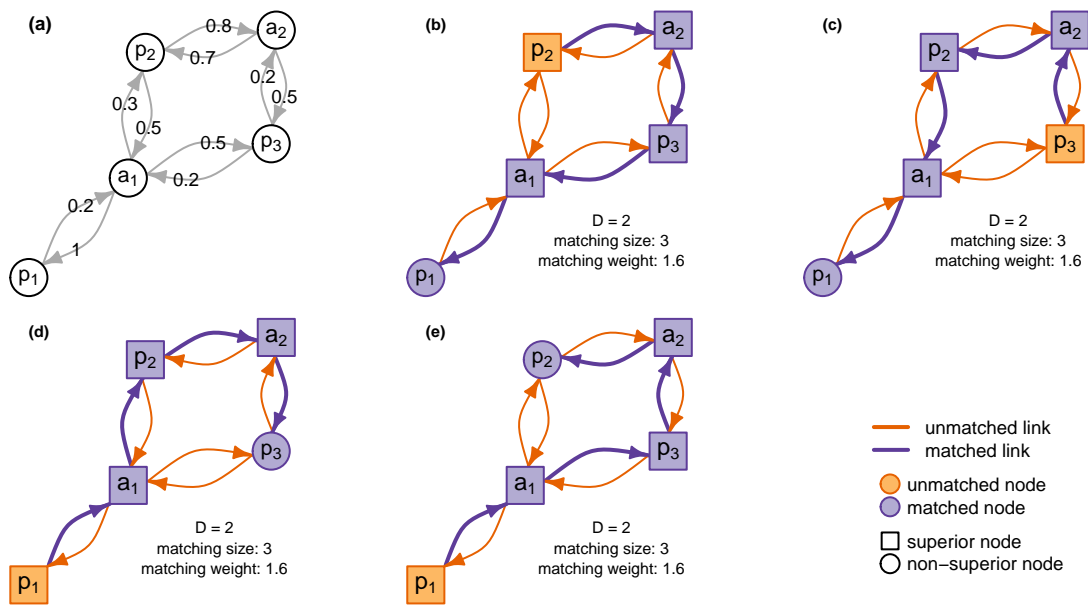 (a)
0.8
a2
p2
0.7
0.2
0.5
0.3
0.5
0.5
p3
a1
0.2
0.2
1
p1
(b)
a2
p2
p3
a1
D = 2
matching size: 3
matching weight: 1.6
p1
(c)
a2
p2
p3
a1
D = 2
matching size: 3
matching weight: 1.6
p1
(d)
a2
p2
p3
a1
D = 2
matching size: 3
matching weight: 1.6
p1
(e)
a2
p2
p3
a1
D = 2
matching size: 3
matching weight: 1.6
p1
unmatched link
matched link
unmatched node
matched node
superior node
non−superior node